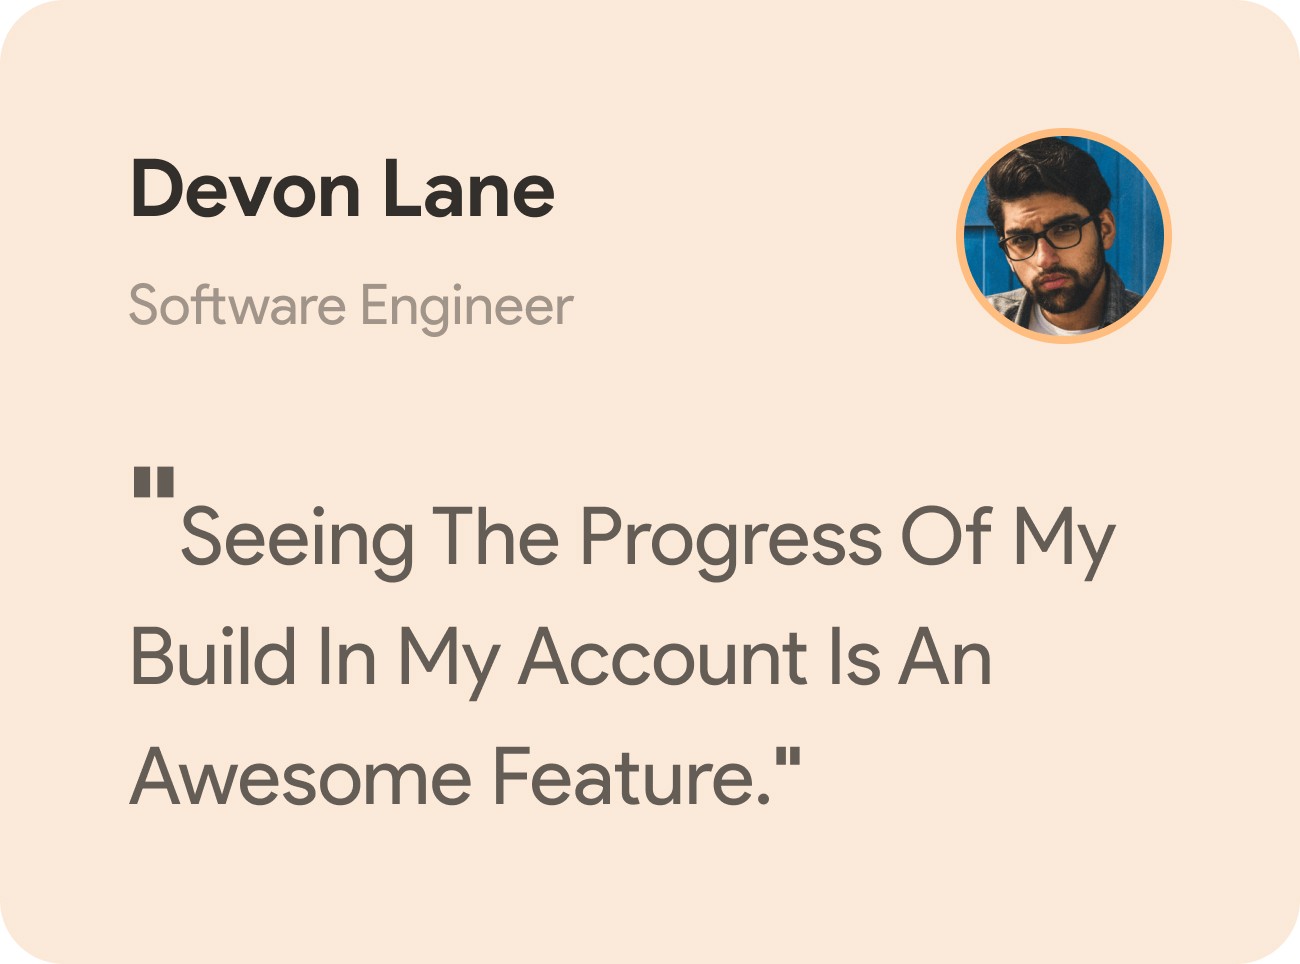 Devon Lane
Software Engineer
"Seeing The Progress Of My
Build In My Account Is An
Awesome Feature."